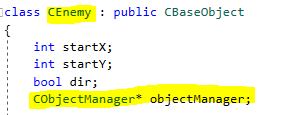 class CEnemy : public CBaseObject
{
int startX;
int startY;
bool dir;
CObjectManager* objectManager;